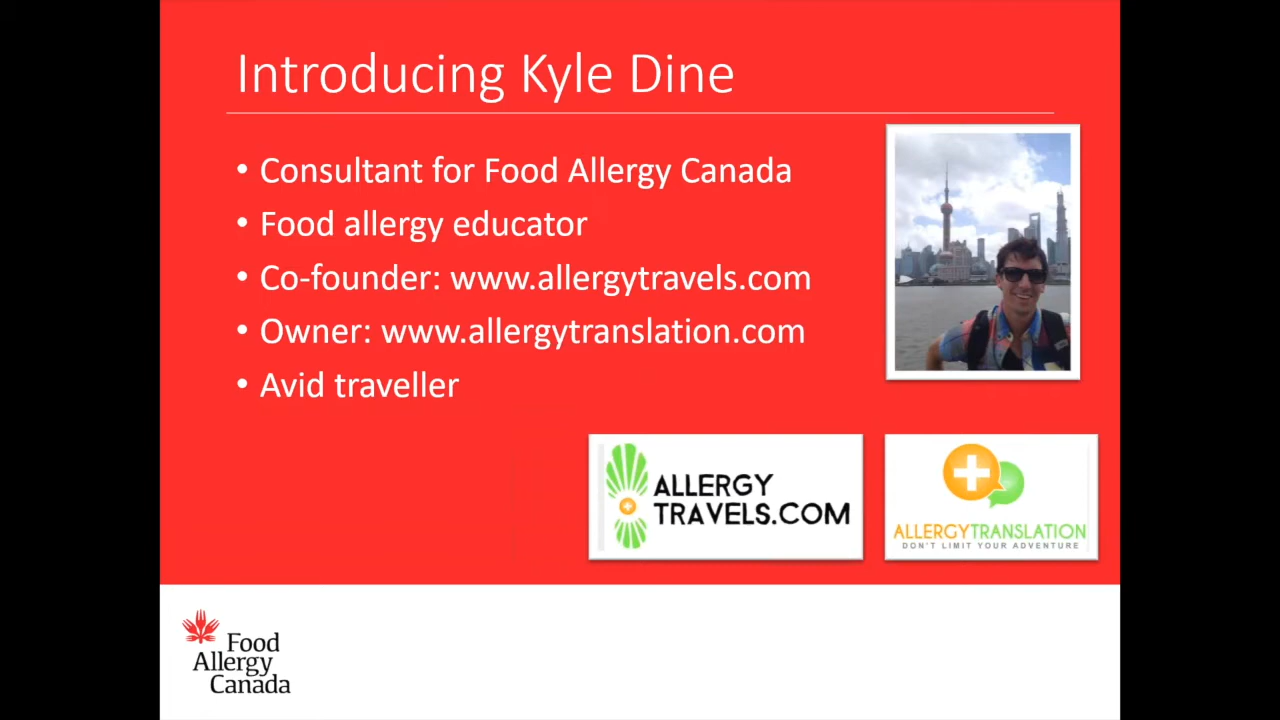 Introducing Kyle Dine
• Consultant for Food Allergy Canada
• Food allergy educator
• Co-founder: www.allergytravels.com
• Owner: www.allergytranslation.com
• Avid traveller
ALLERGY
TRAVELS.COM
ALLERGYTRANSLATION
DON'T LIMIT YOUR ADVENTURE
Food
Allergy
Canada